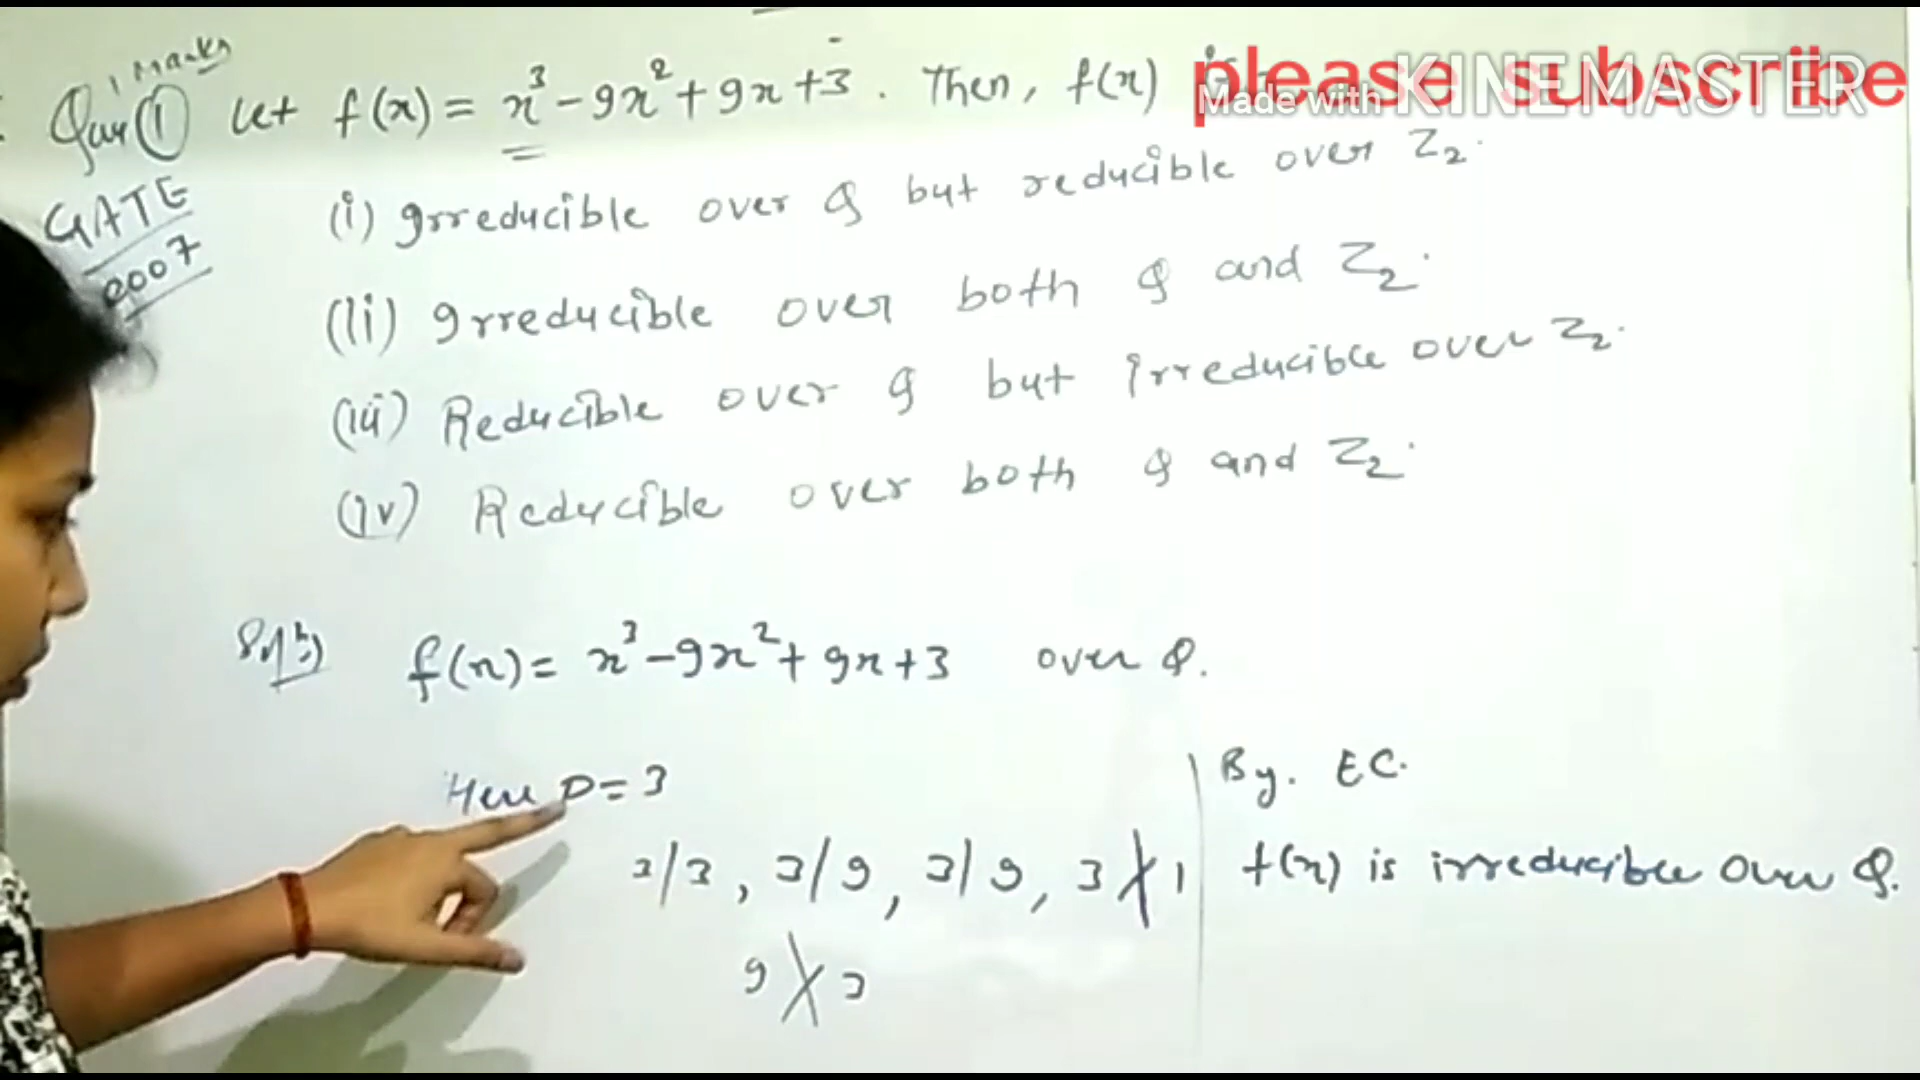 1 Marks
Que ① Let f(x) = x³ - 9x² + 9x + 3. Then, f(x) is
please subscribe
Made with KINEMASTER
GATE 2007
(i) Irreducible over Q but reducible over Z₂.
(ii) Irreducible over both Q and Z₂.
(iii) Reducible over Q but irreducible over Z₂.
(iv) Reducible over both Q and Z₂.
Solⁿ) f(x) = x³ - 9x² + 9x + 3 over Q.
Here P = 3
3/3, 3/9, 3/9, 3∤1
9∤3
By. EC.
f(x) is irreducible over Q.